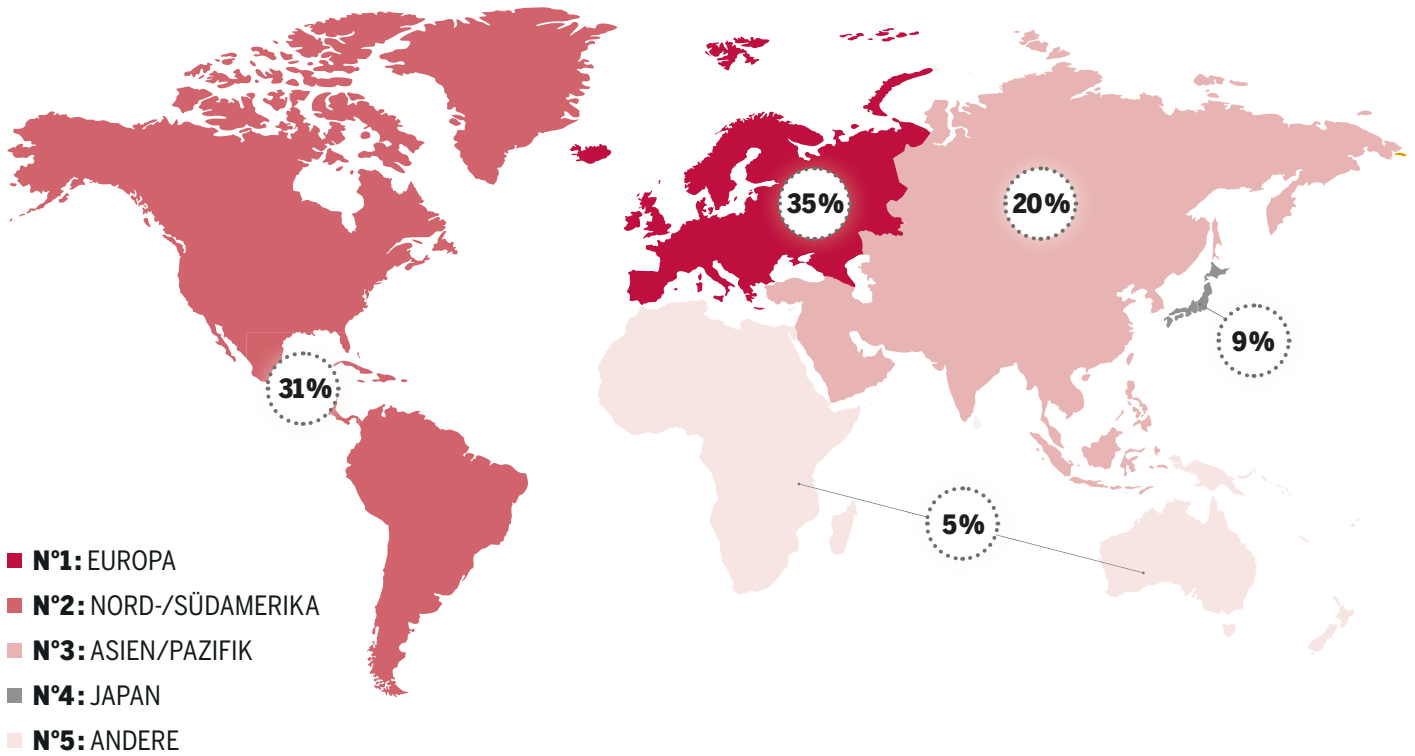 35%
20%
9%
31%
5%
N°1: EUROPA
N°2: NORD-/SÜDAMERIKA
N°3: ASIEN/PAZIFIK
N°4: JAPAN
N°5: ANDERE